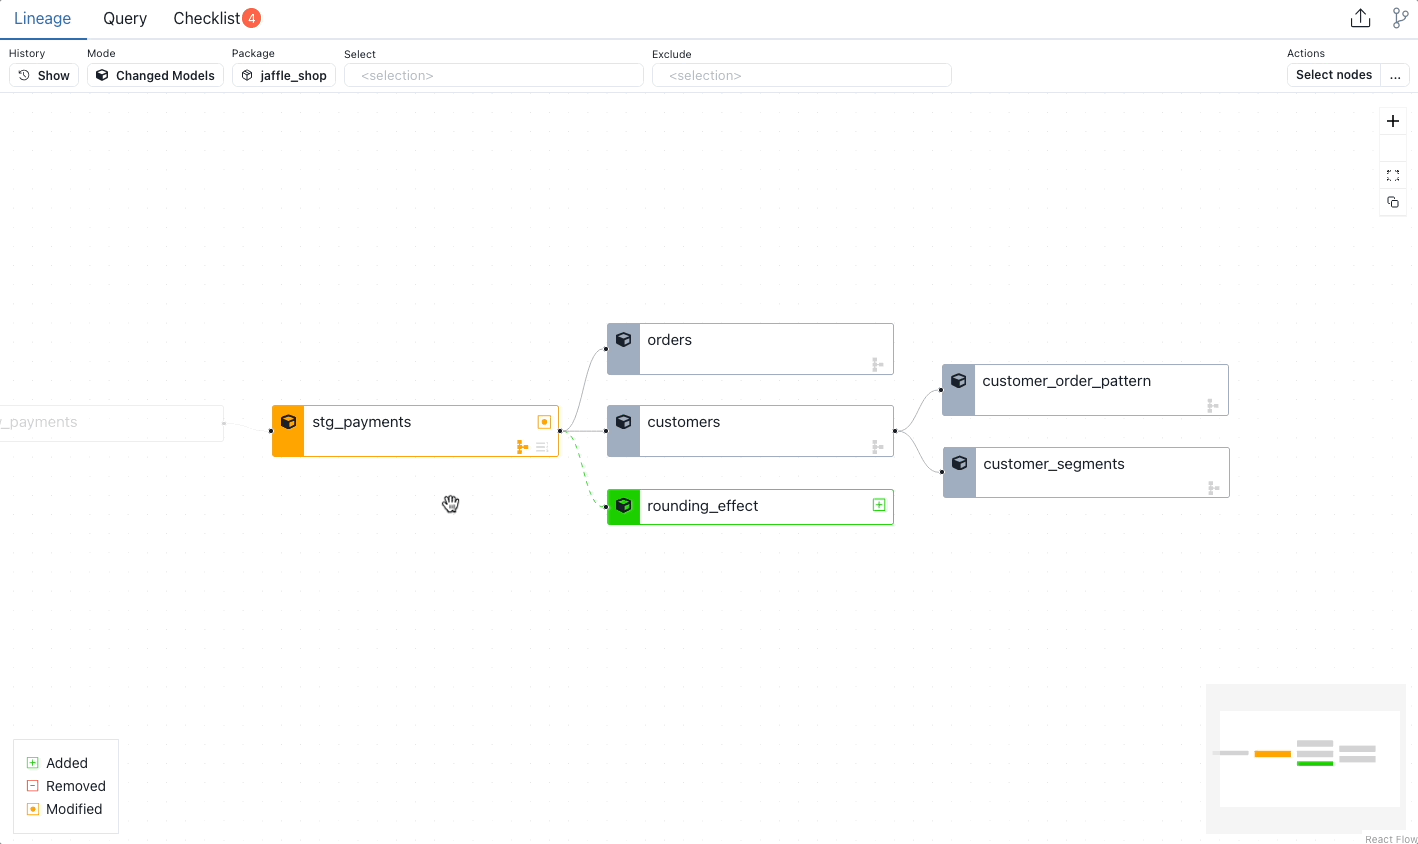 Lineage Query Checklist 4
History Mode Package Select Exclude Actions
Show Changed Models jaffle_shop <selection> <selection> Select nodes ...
orders
customer_order_pattern
_payments stg_payments customers
customer_segments
rounding_effect
Added
Removed
Modified
React Flow